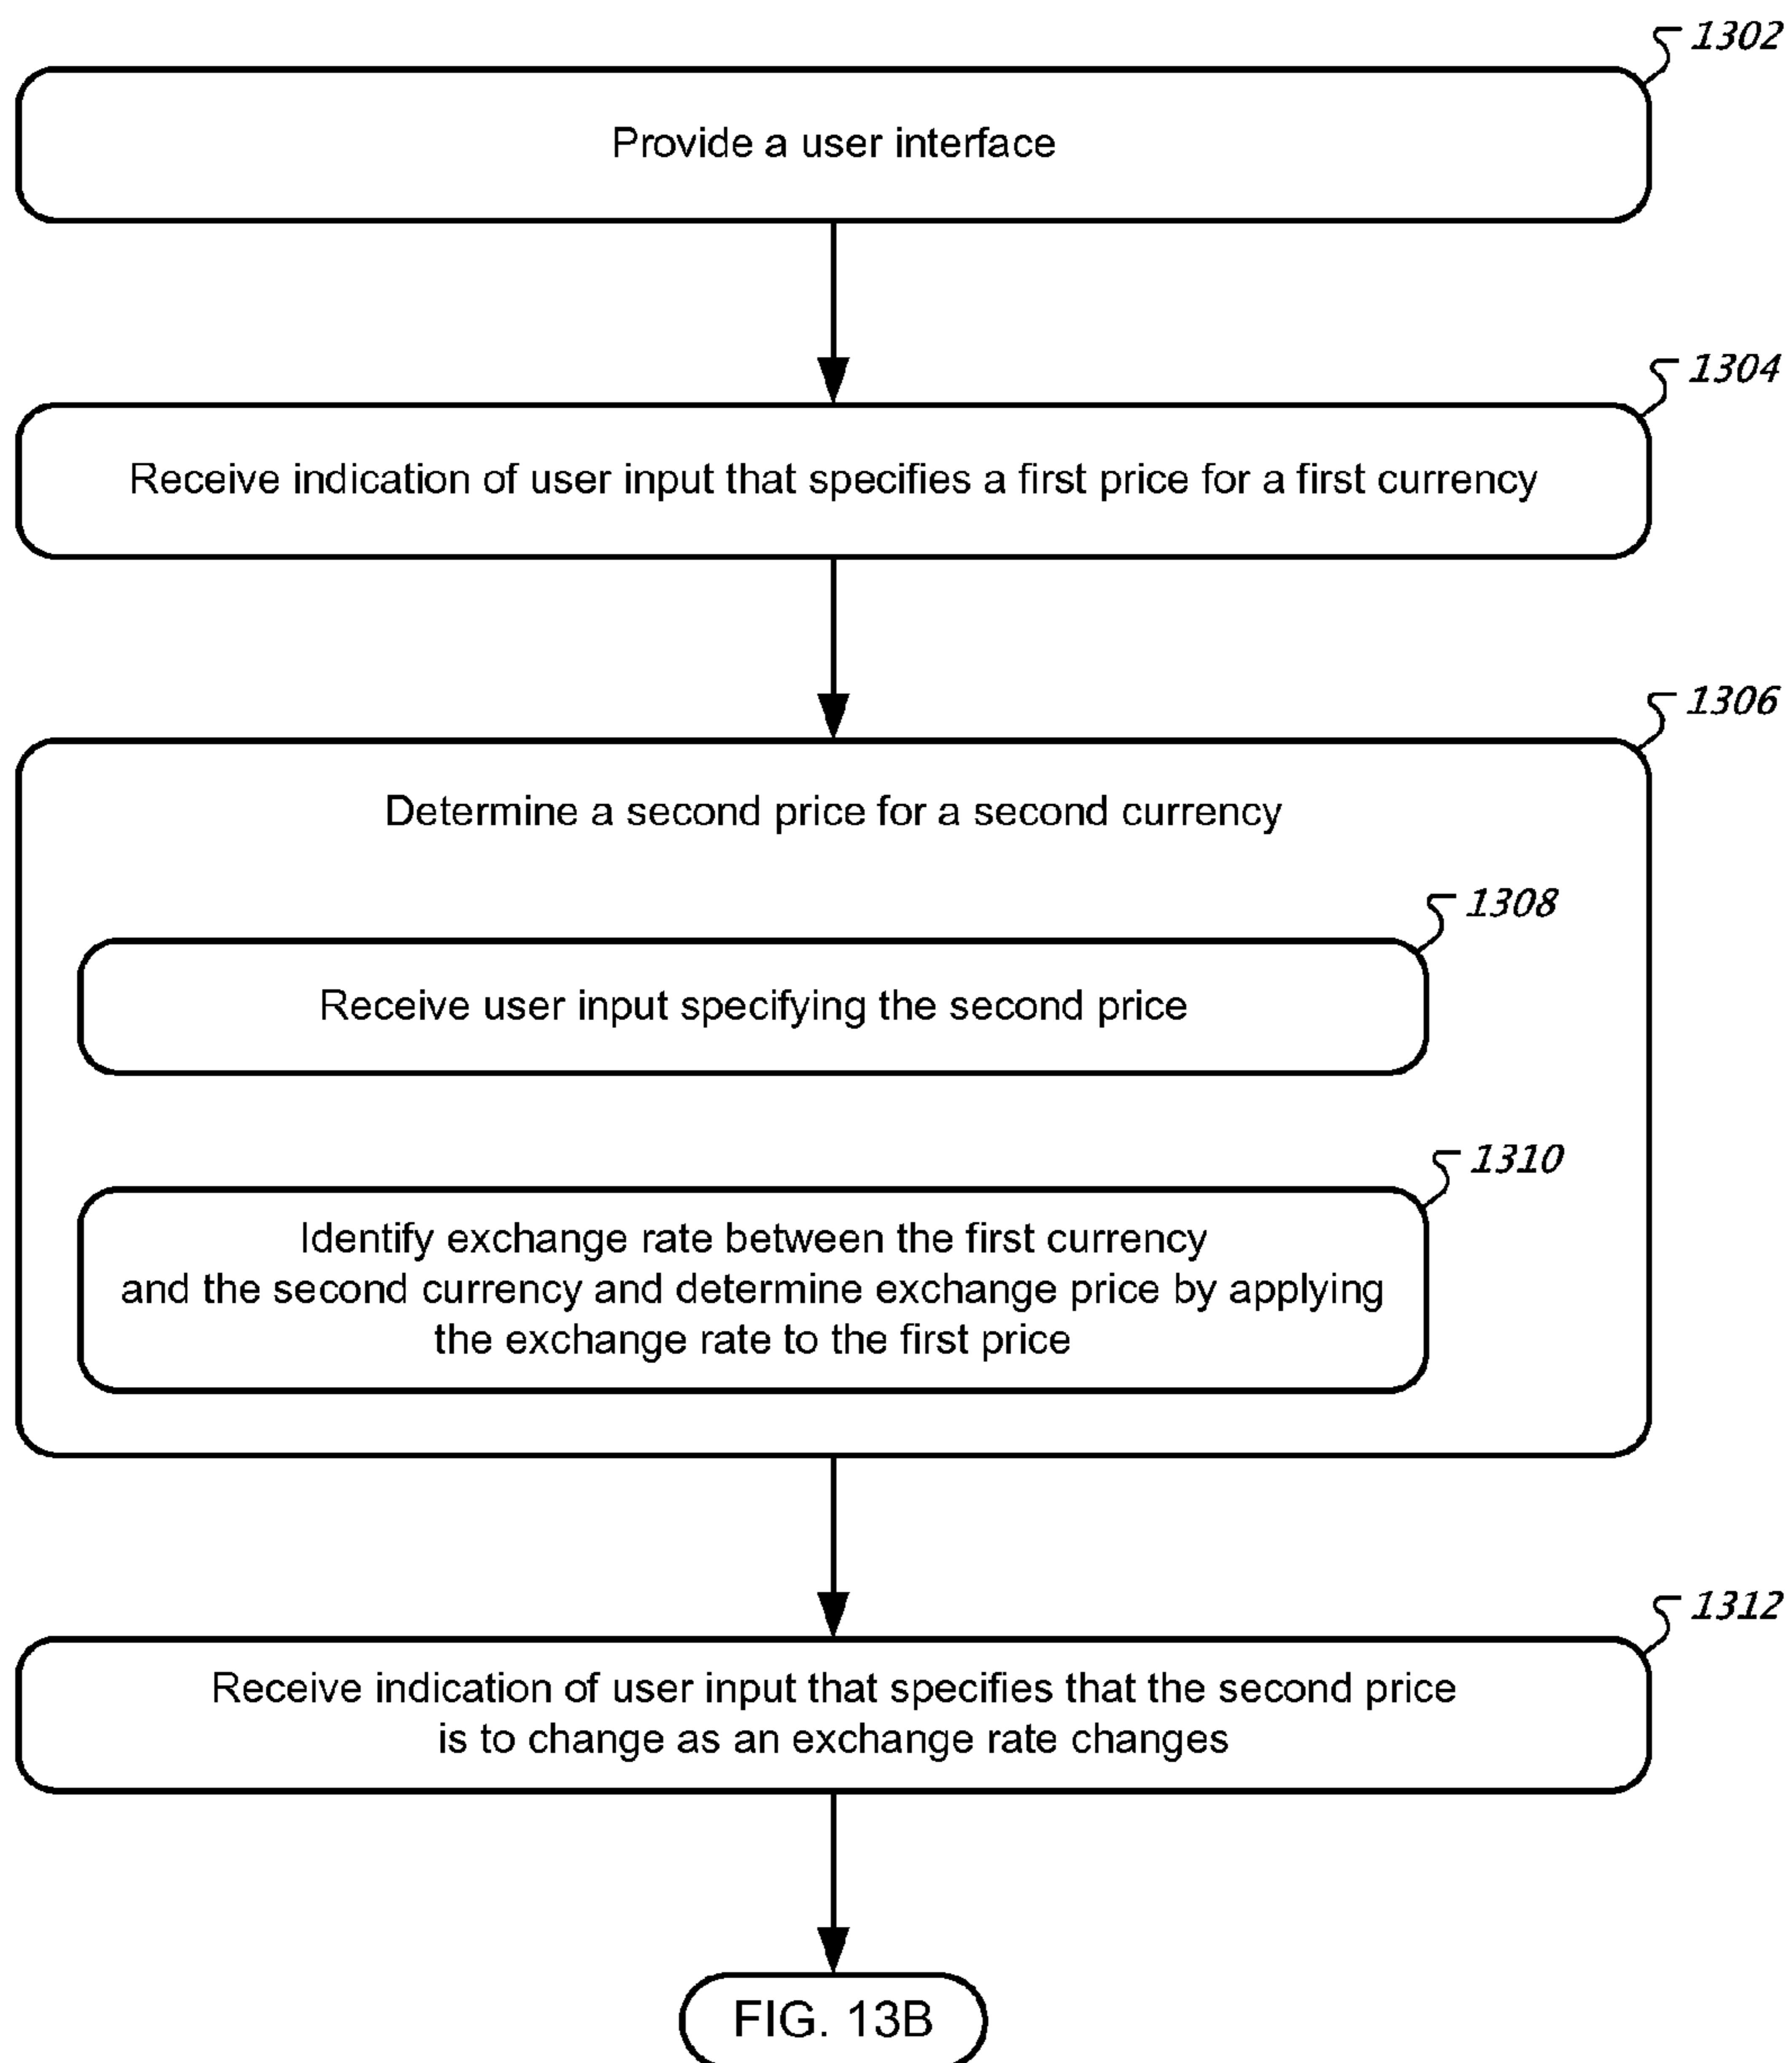 1302
Provide a user interface
1304
Receive indication of user input that specifies a first price for a first currency
1306
Determine a second price for a second currency
1308
Receive user input specifying the second price
1310
Identify exchange rate between the first currency
and the second currency and determine exchange price by applying
the exchange rate to the first price
1312
Receive indication of user input that specifies that the second price
is to change as an exchange rate changes
FIG. 13B